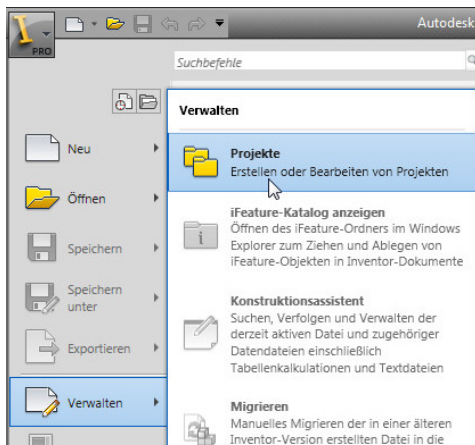 PRO
Autodesk
Suchbefehle
Verwalten
Neu
Öffnen
Speichern
Speichern
unter
Exportieren
Verwalten
Projekte
Erstellen oder Bearbeiten von Projekten
iFeature-Katalog anzeigen
Öffnen des iFeature-Ordners im Windows
Explorer zum Ziehen und Ablegen von
iFeature-Objekten in Inventor-Dokumente
Konstruktionsassistent
Suchen, Verfolgen und Verwalten der
derzeit aktiven Datei und zugehöriger
Datendateien einschließlich
Tabellenkalkulationen und Textdateien
Migrieren
Manuelles Migrieren der in einer älteren
Inventor-Version erstellten Datei in die